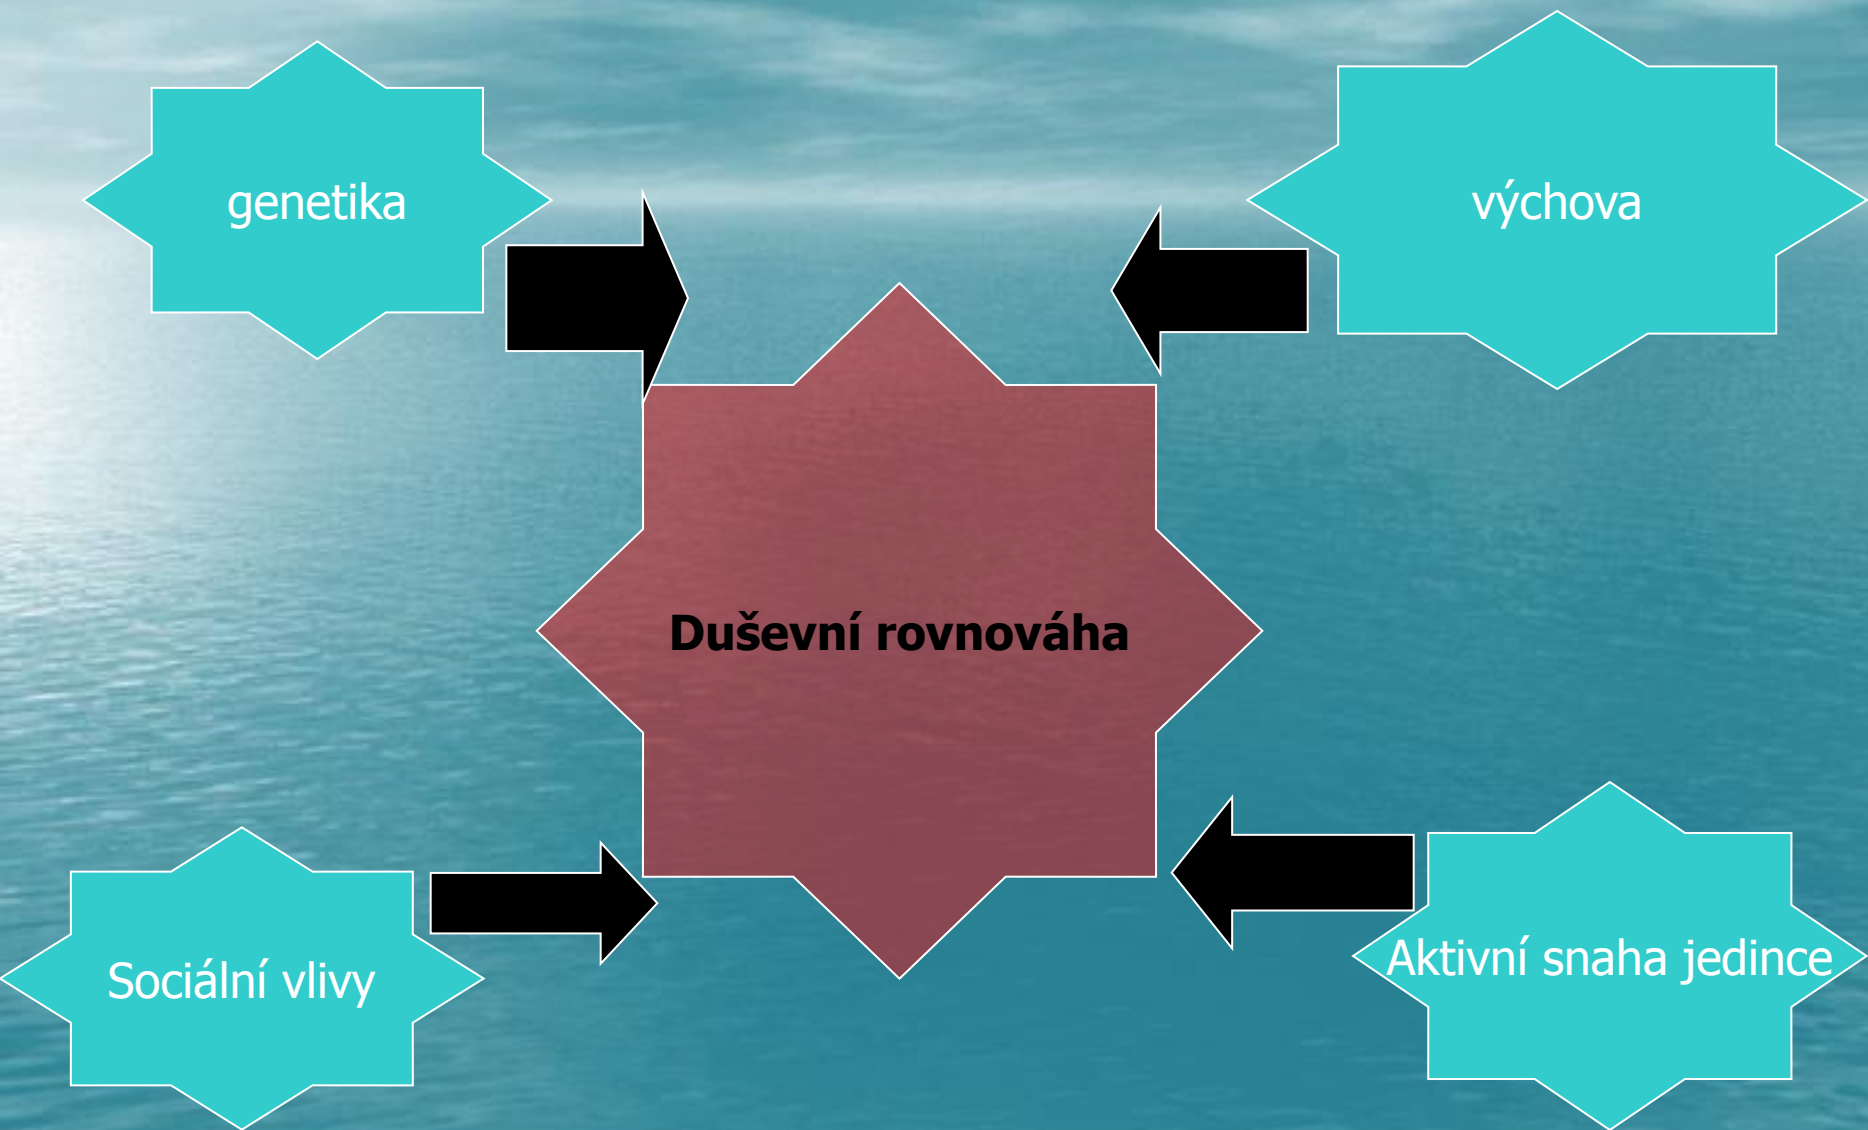 genetika
výchova
Duševní rovnováha
Sociální vlivy
Aktivní snaha jedince